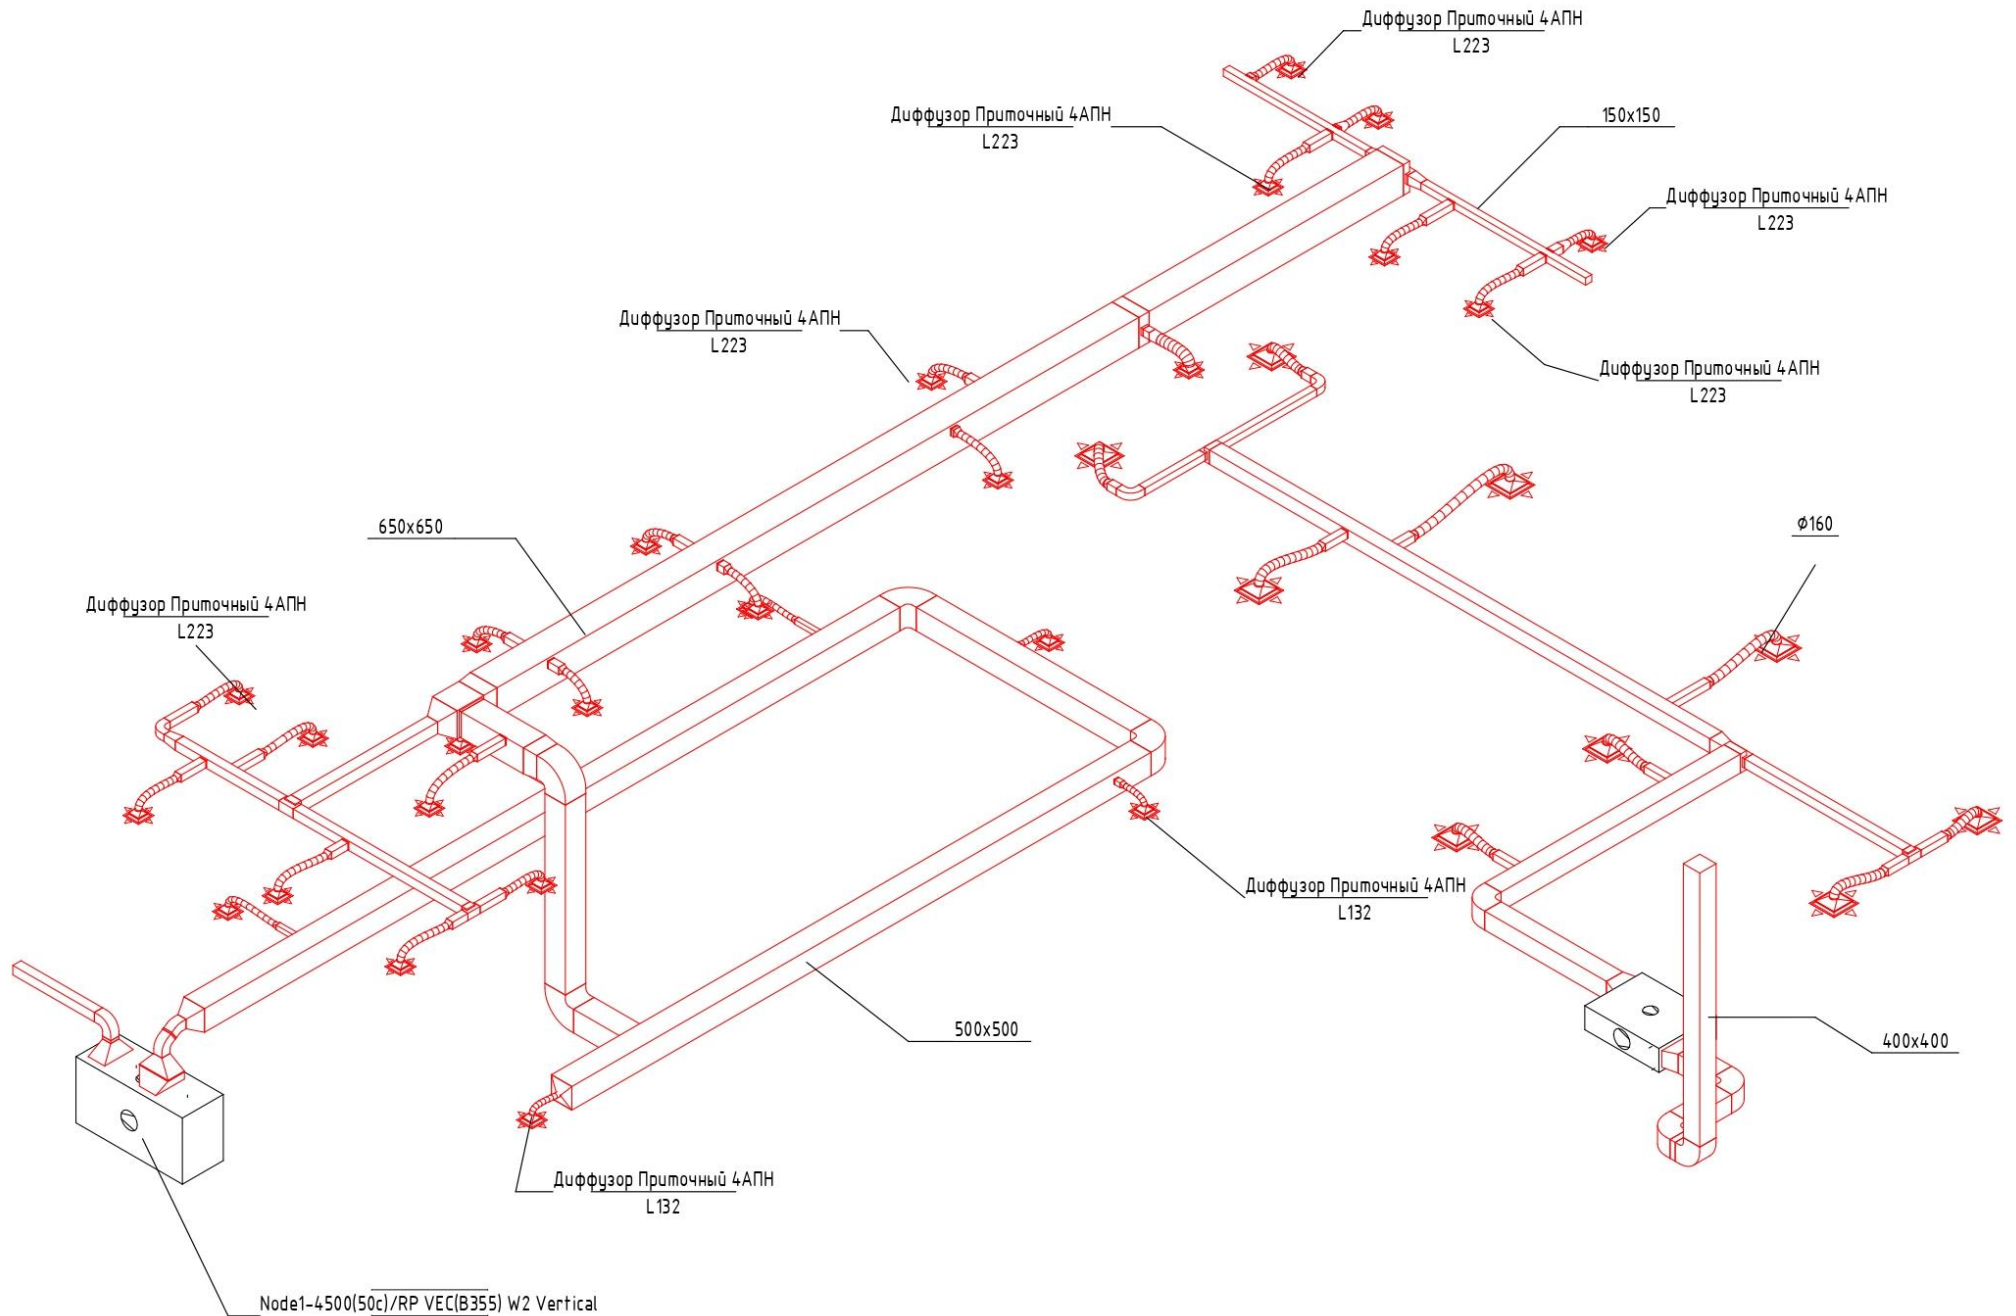 Диффузор Приточный 4АПН
L223
Диффузор Приточный 4АПН
L223
150x150
Диффузор Приточный 4АПН
L223
Диффузор Приточный 4АПН
L223
Диффузор Приточный 4АПН
L223
650x650
Ø160
Диффузор Приточный 4АПН
L223
Диффузор Приточный 4АПН
L132
500x500
400x400
Диффузор Приточный 4АПН
L132
Node1-4500(50c)/RP VEC(B355) W2 Vertical